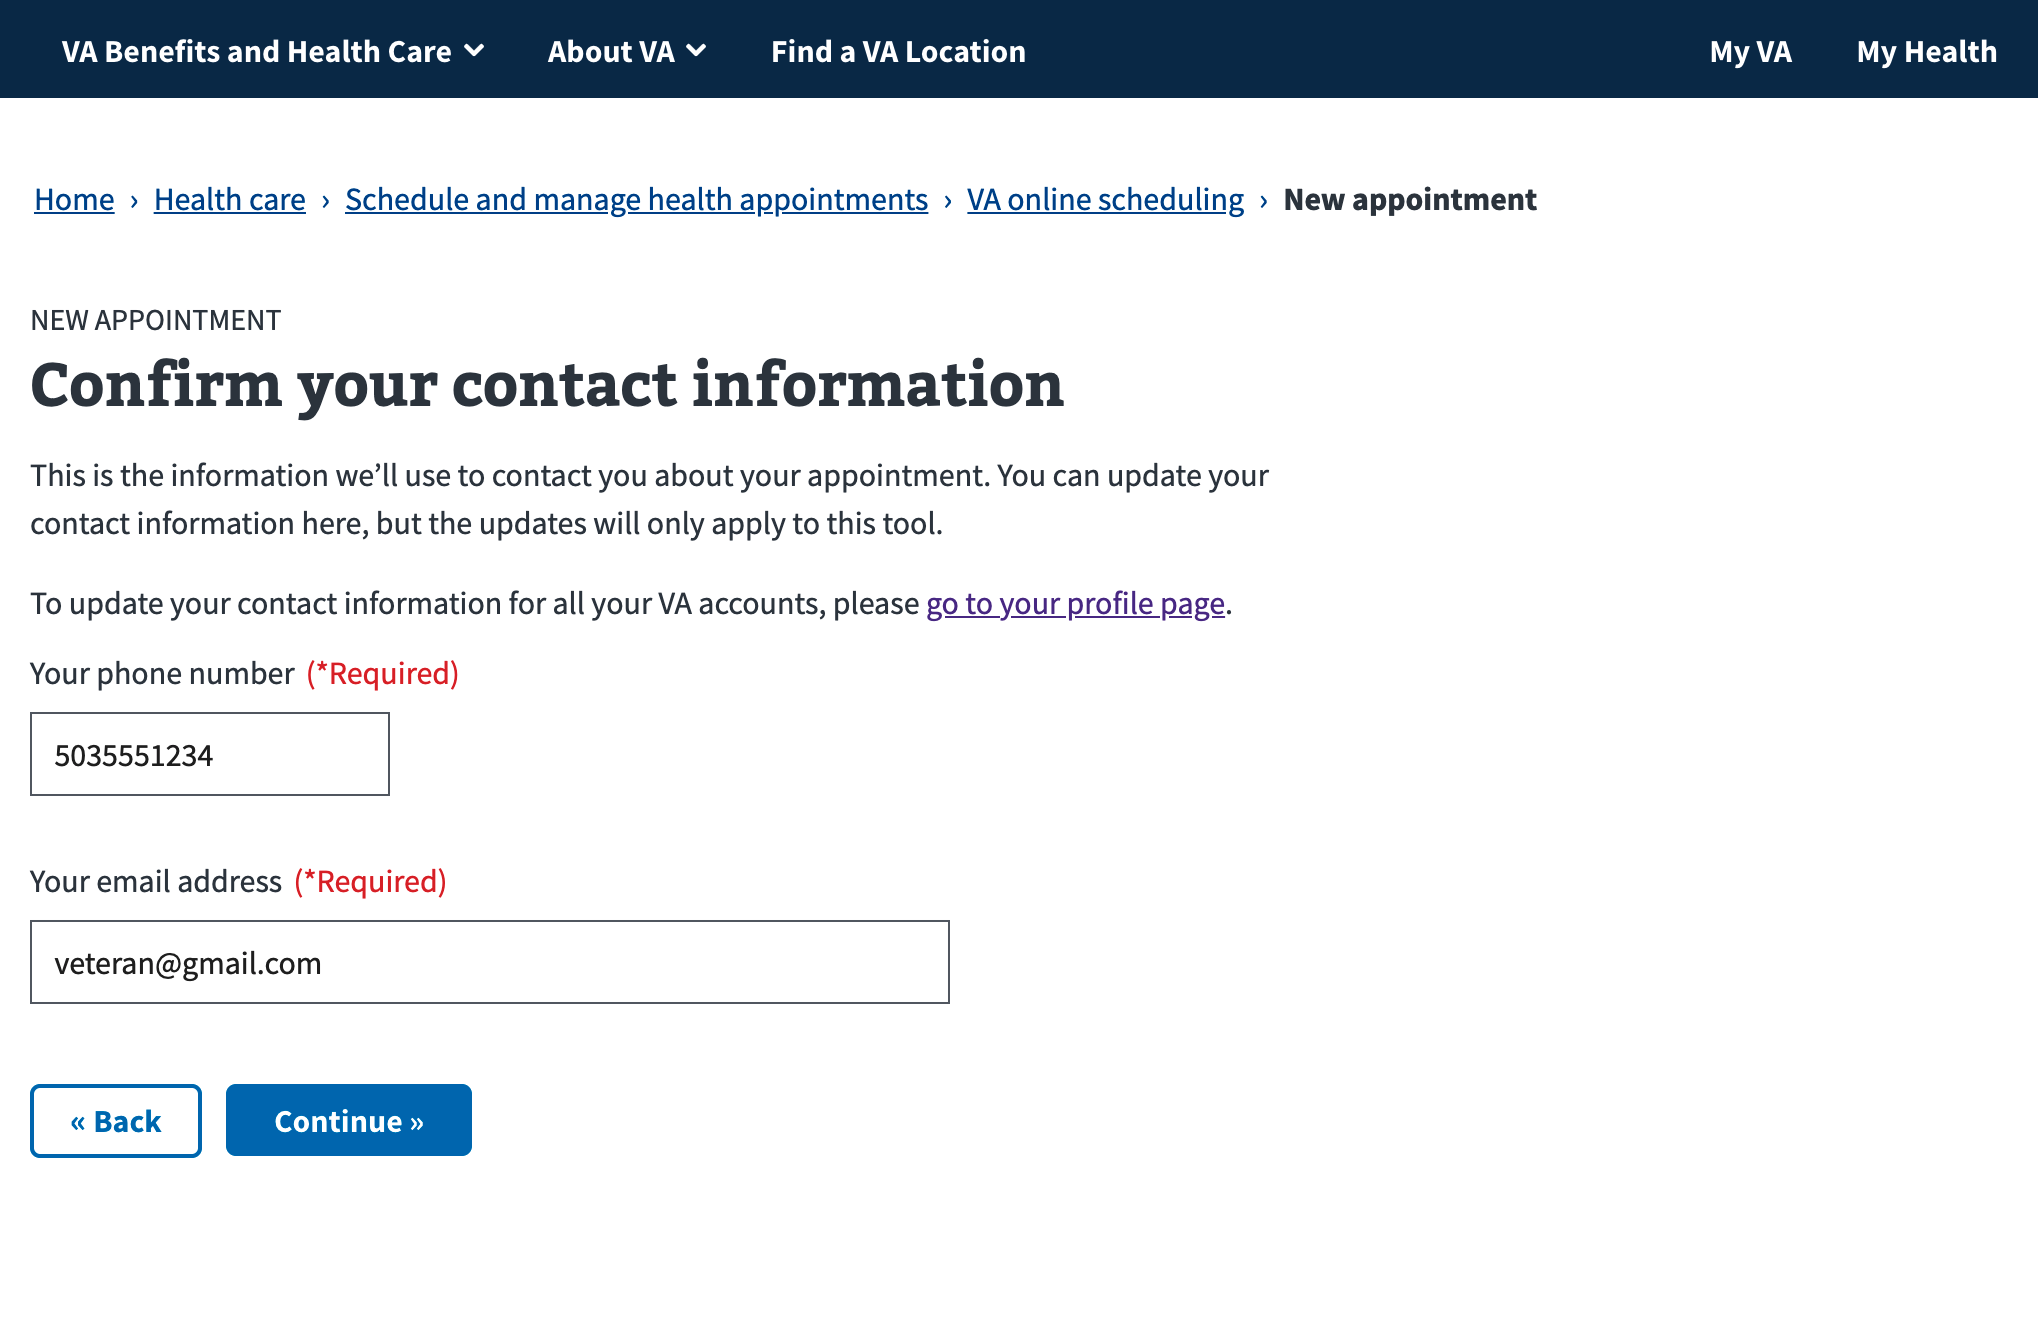 VA Benefits and Health Care About VA Find a VA Location My VA My Health
Home › Health care › Schedule and manage health appointments › VA online scheduling › New appointment
NEW APPOINTMENT
Confirm your contact information
This is the information we’ll use to contact you about your appointment. You can update your
contact information here, but the updates will only apply to this tool.
To update your contact information for all your VA accounts, please go to your profile page.
Your phone number (*Required)
5035551234
Your email address (*Required)
veteran@gmail.com
« Back Continue »